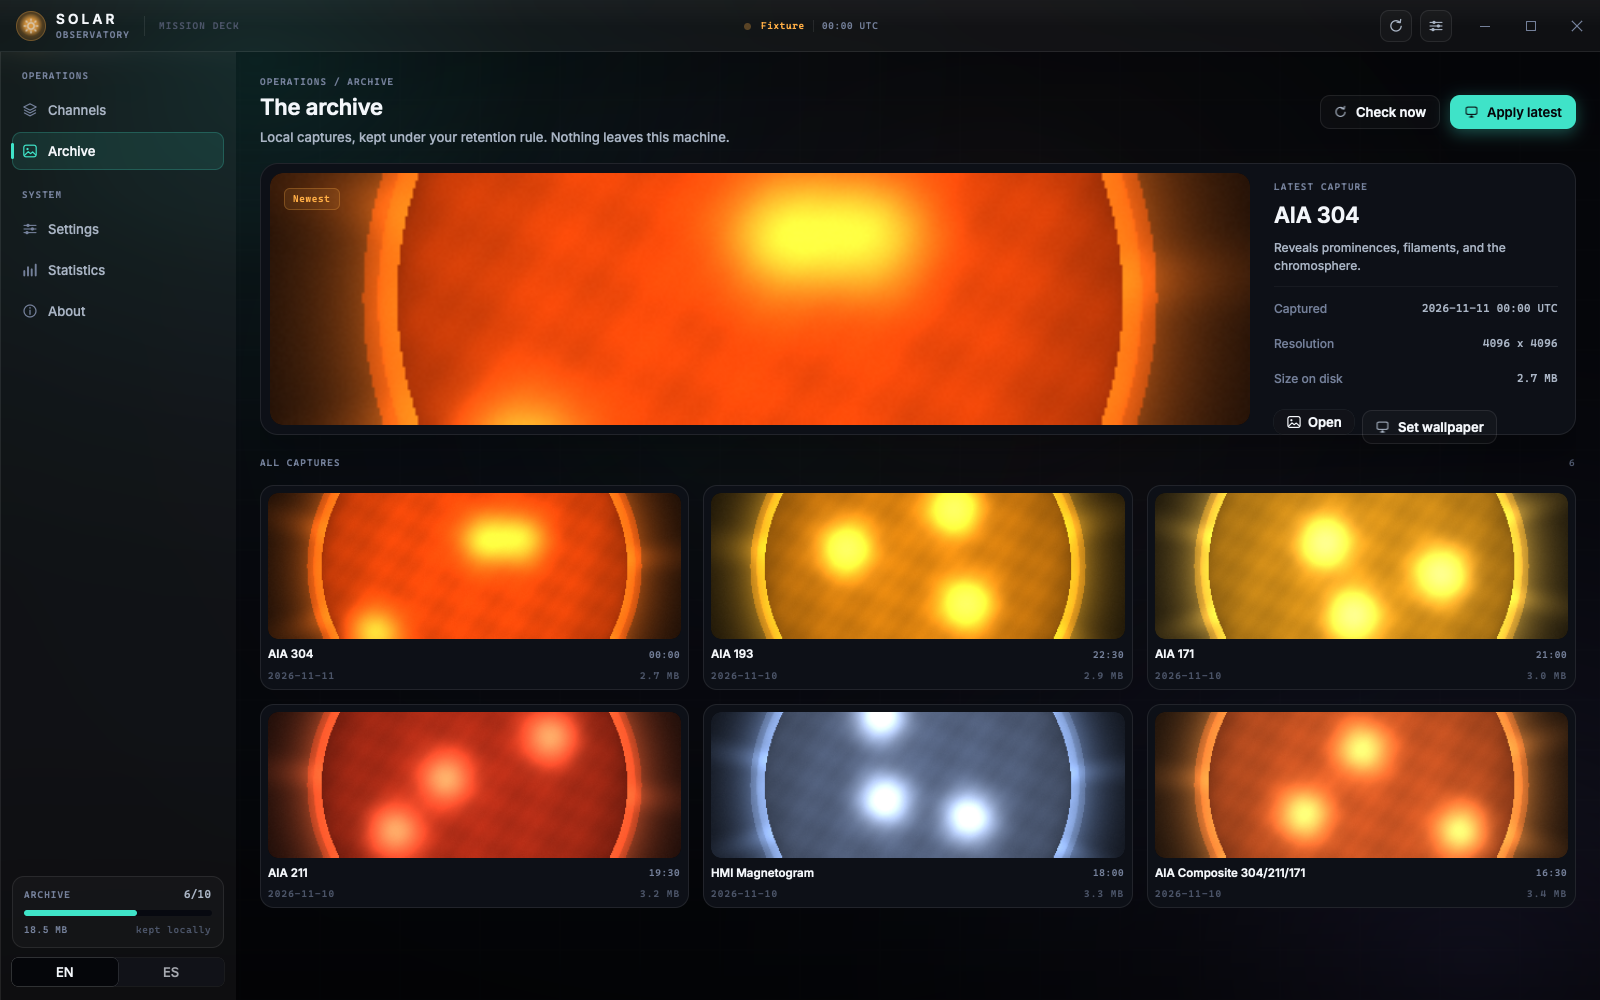 SOLAR
OBSERVATORY
MISSION DECK
Fixture
00:00 UTC
OPERATIONS
Channels
Archive
SYSTEM
Settings
Statistics
About
ARCHIVE
6/10
18.5 MB
kept locally
EN
ES
OPERATIONS / ARCHIVE
The archive
Local captures, kept under your retention rule. Nothing leaves this machine.
Check now
Apply latest
Newest
LATEST CAPTURE
AIA 304
Reveals prominences, filaments, and the
chromosphere.
Captured
2026-11-11 00:00 UTC
Resolution
4096 x 4096
Size on disk
2.7 MB
Open
Set wallpaper
ALL CAPTURES
6
AIA 304
00:00
2026-11-11
2.7 MB
AIA 193
22:30
2026-11-10
2.9 MB
AIA 171
21:00
2026-11-10
3.0 MB
AIA 211
19:30
2026-11-10
3.2 MB
HMI Magnetogram
18:00
2026-11-10
3.3 MB
AIA Composite 304/211/171
16:30
2026-11-10
3.4 MB